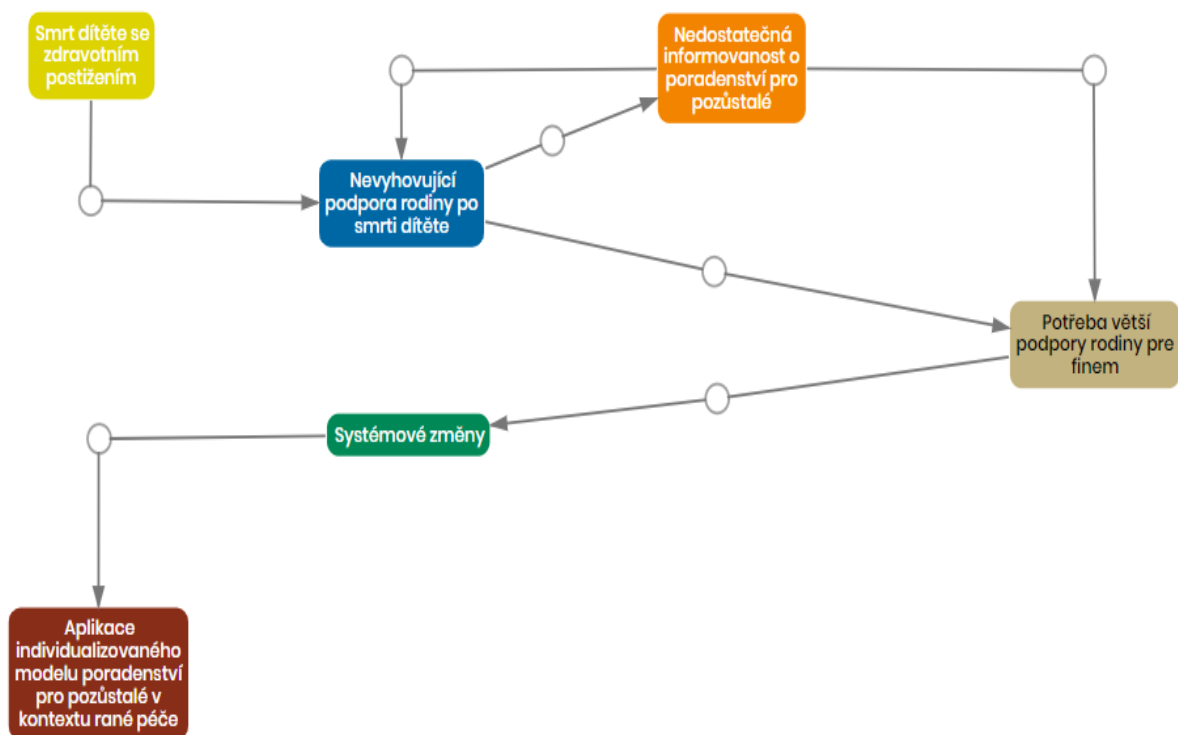 Smrt dítěte se
zdravotním
postižením
Nedostatečná
informovanost o
poradenství pro
pozůstalé
Nevyhovující
podpora rodiny po
smrti dítěte
Potřeba větší
podpory rodiny pre
finem
Systémové změny
Aplikace
individualizovaného
modelu poradenství
pro pozůstalé v
kontextu rané péče